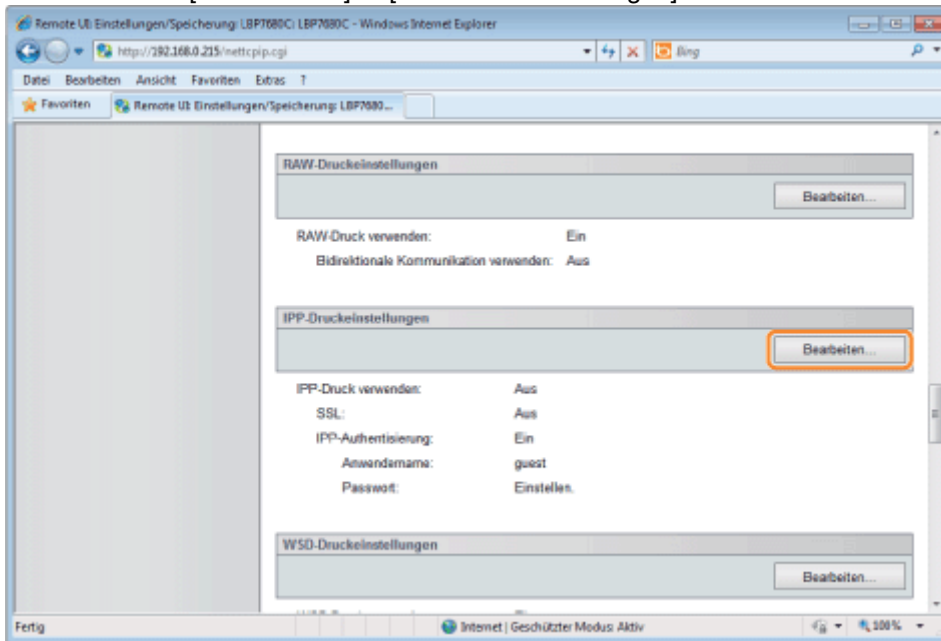 Remote UI: Einstellungen/Speicherung: LBP7680C: LBP7680C - Windows Internet Explorer
http://192.168.0.215/nettcpip.cgi
Bing
Datei Bearbeiten Ansicht Favoriten Extras ?
Favoriten Remote UI: Einstellungen/Speicherung: LBP7680...
RAW-Druckeinstellungen
Bearbeiten...
RAW-Druck verwenden: Ein
Bidirektionale Kommunikation verwenden: Aus
IPP-Druckeinstellungen
Bearbeiten...
IPP-Druck verwenden: Aus
SSL: Aus
IPP-Authentisierung: Ein
Anwendername: guest
Passwort: Einstellen.
WSD-Druckeinstellungen
Bearbeiten...
Fertig Internet | Geschützter Modus: Aktiv 100%